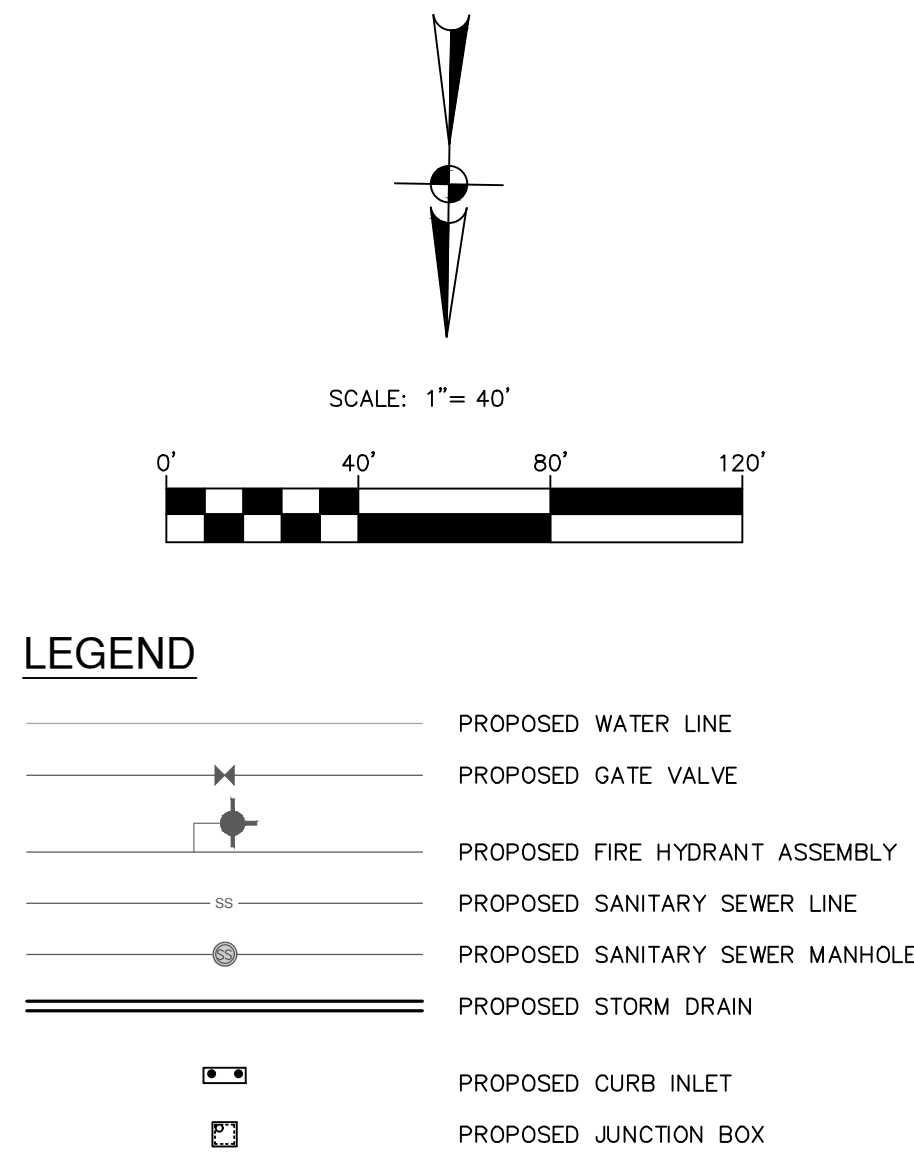 SCALE: 1"= 40'
0' 40' 80' 120'
LEGEND
PROPOSED WATER LINE
PROPOSED GATE VALVE
PROPOSED FIRE HYDRANT ASSEMBLY
SS PROPOSED SANITARY SEWER LINE
SS PROPOSED SANITARY SEWER MANHOLE
PROPOSED STORM DRAIN
PROPOSED CURB INLET
PROPOSED JUNCTION BOX